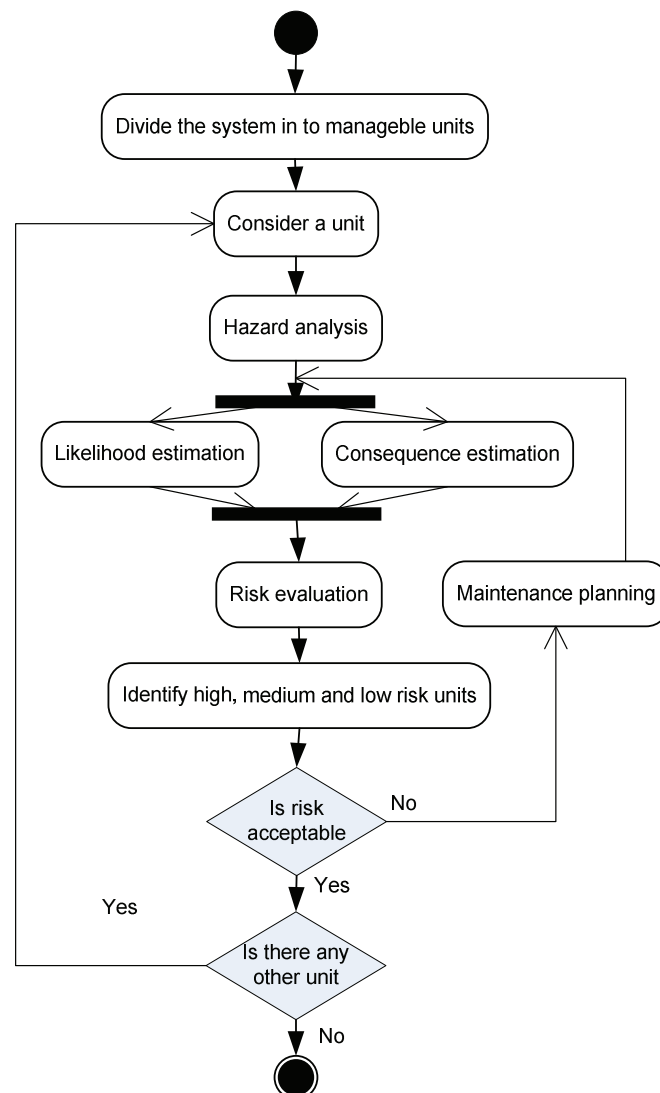 Divide the system in to manageble units
Consider a unit
Hazard analysis
Likelihood estimation
Consequence estimation
Risk evaluation
Maintenance planning
Identify high, medium and low risk units
Is risk
acceptable
No
Yes
Yes
Is there any
other unit
No